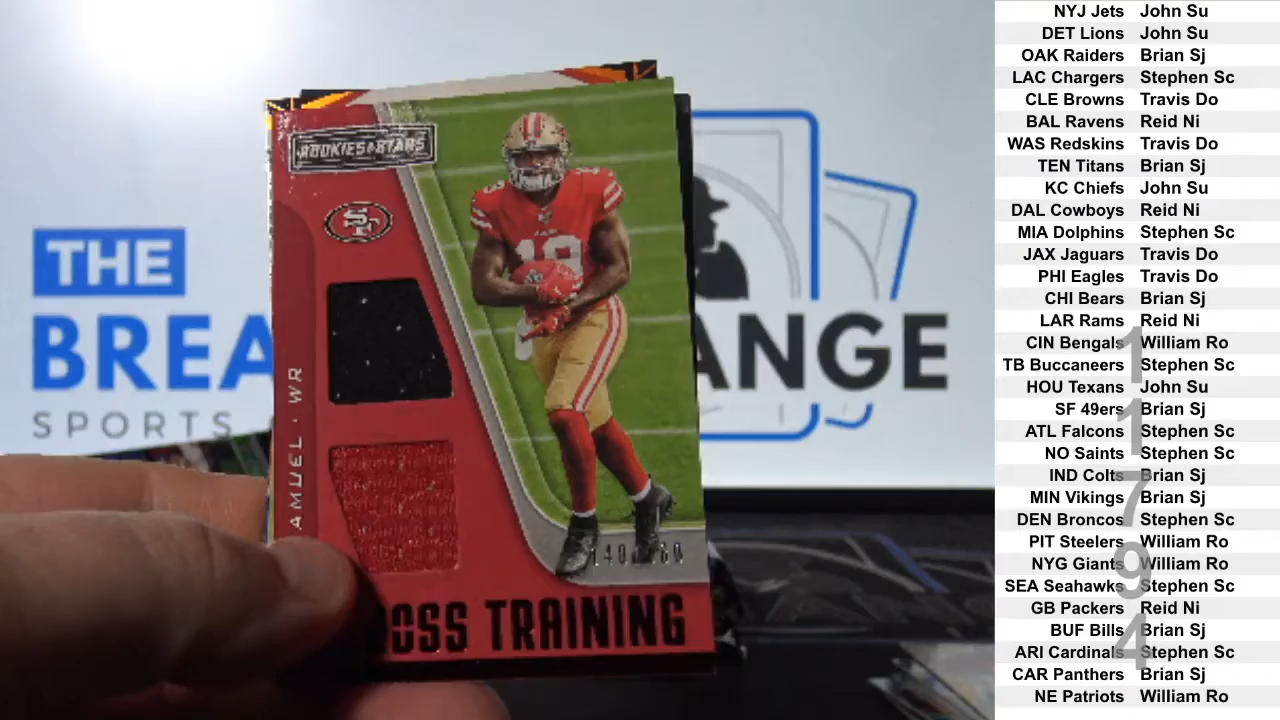 THE
BREA ANGE
SPORTS
ROOKIES & STARS
SF
19
AMUEL · WR
OSS TRAINING
NYJ Jets John Su
DET Lions John Su
OAK Raiders Brian Sj
LAC Chargers Stephen Sc
CLE Browns Travis Do
BAL Ravens Reid Ni
WAS Redskins Travis Do
TEN Titans Brian Sj
KC Chiefs John Su
DAL Cowboys Reid Ni
MIA Dolphins Stephen Sc
JAX Jaguars Travis Do
PHI Eagles Travis Do
CHI Bears Brian Sj
LAR Rams Reid Ni
CIN Bengals William Ro
TB Buccaneers Stephen Sc
HOU Texans John Su
SF 49ers Brian Sj
ATL Falcons Stephen Sc
NO Saints Stephen Sc
IND Colts Brian Sj
MIN Vikings Brian Sj
DEN Broncos Stephen Sc
PIT Steelers William Ro
NYG Giants William Ro
SEA Seahawks Stephen Sc
GB Packers Reid Ni
BUF Bills Brian Sj
ARI Cardinals Stephen Sc
CAR Panthers Brian Sj
NE Patriots William Ro
1
1
7
9
4